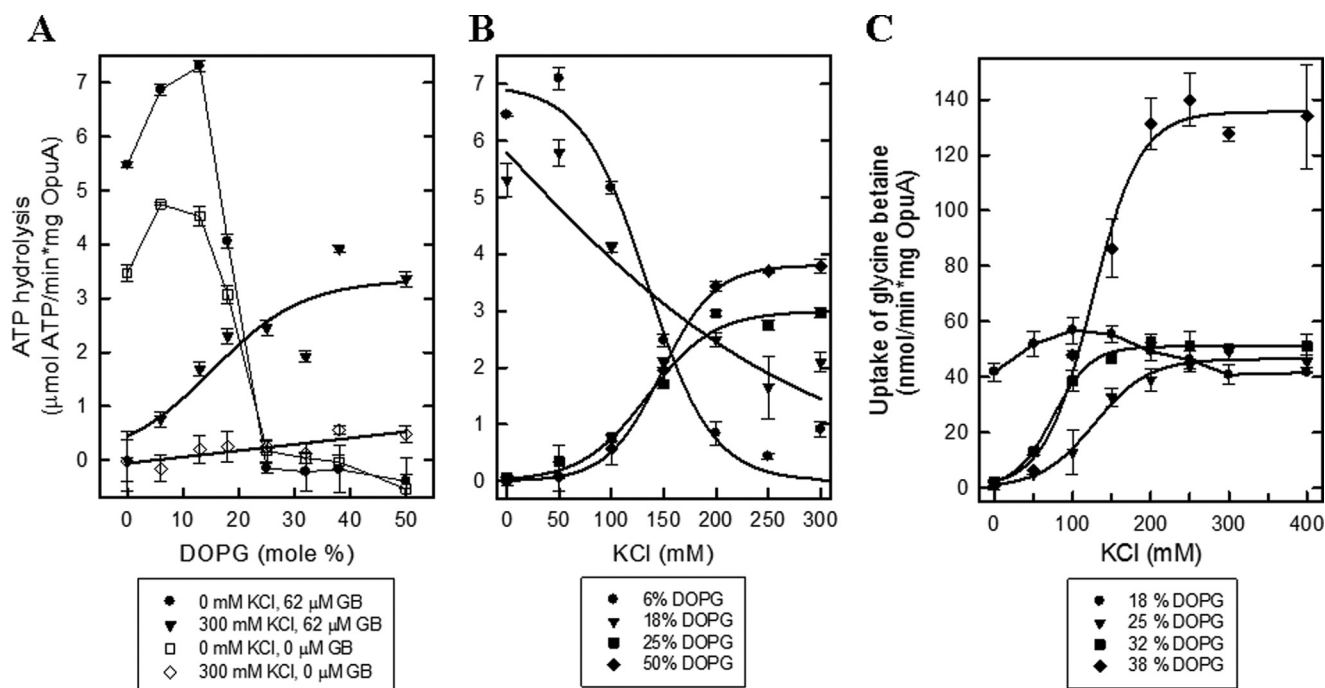 A
ATP hydrolysis
(μmol ATP/min*mg OpuA)
7
6
5
4
3
2
1
0
0 10 20 30 40 50
DOPG (mole %)
0 mM KCl, 62 μM GB
300 mM KCl, 62 μM GB
0 mM KCl, 0 μM GB
300 mM KCl, 0 μM GB
B
7
6
5
4
3
2
1
0
0 50 100 150 200 250 300
KCl (mM)
6% DOPG
18% DOPG
25% DOPG
50% DOPG
C
Uptake of glycine betaine
(nmol/min*mg OpuA)
140
120
100
80
60
40
20
0
0 100 200 300 400
KCl (mM)
18 % DOPG
25 % DOPG
32 % DOPG
38 % DOPG